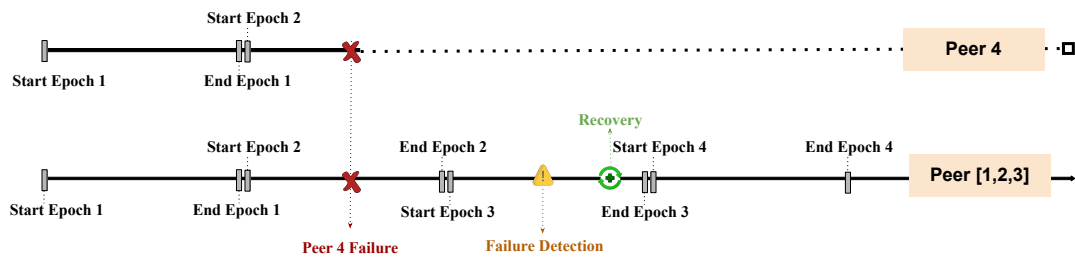 Start Epoch 2
Peer 4
Start Epoch 1
End Epoch 1
Recovery
Start Epoch 2
End Epoch 2
Start Epoch 4
End Epoch 4
Peer [1,2,3]
Start Epoch 1
End Epoch 1
Start Epoch 3
End Epoch 3
Peer 4 Failure
Failure Detection